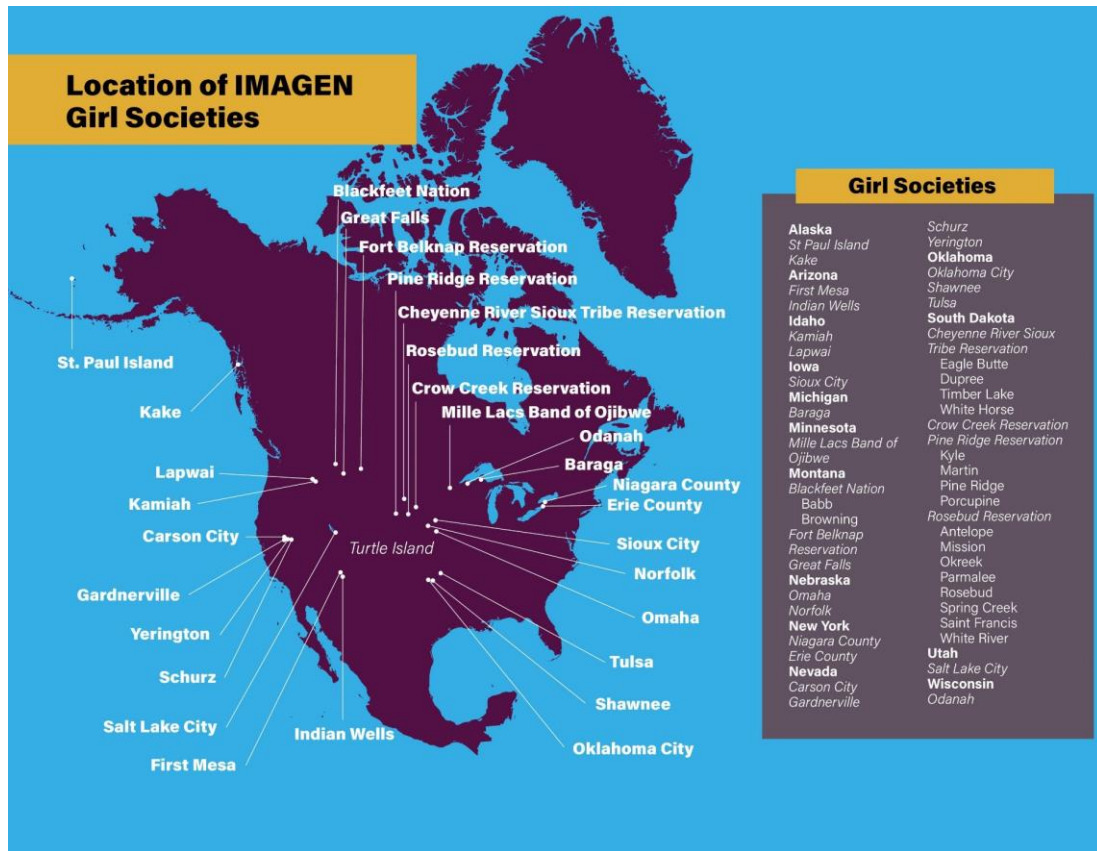 Location of IMAGEN
Girl Societies
Blackfeet Nation
Great Falls
Fort Belknap Reservation
Pine Ridge Reservation
Cheyenne River Sioux Tribe Reservation
Rosebud Reservation
Crow Creek Reservation
Mille Lacs Band of Ojibwe
Odanah
Baraga
Niagara County
Erie County
St. Paul Island
Kake
Lapwai
Kamiah
Carson City
Gardnerville
Yerington
Schurz
Salt Lake City
First Mesa
Indian Wells
Turtle Island
Sioux City
Norfolk
Omaha
Tulsa
Shawnee
Oklahoma City
Girl Societies
Alaska
St Paul Island
Kake
Arizona
First Mesa
Indian Wells
Idaho
Kamiah
Lapwai
Iowa
Sioux City
Michigan
Baraga
Minnesota
Mille Lacs Band of
Ojibwe
Montana
Blackfeet Nation
Babb
Browning
Fort Belknap
Reservation
Great Falls
Nebraska
Omaha
Norfolk
New York
Niagara County
Erie County
Nevada
Carson City
Gardnerville
Schurz
Yerington
Oklahoma
Oklahoma City
Shawnee
Tulsa
South Dakota
Cheyenne River Sioux
Tribe Reservation
Eagle Butte
Dupree
Timber Lake
White Horse
Crow Creek Reservation
Pine Ridge Reservation
Kyle
Martin
Pine Ridge
Porcupine
Rosebud Reservation
Antelope
Mission
Okreek
Parmalee
Rosebud
Spring Creek
Saint Francis
White River
Utah
Salt Lake City
Wisconsin
Odanah